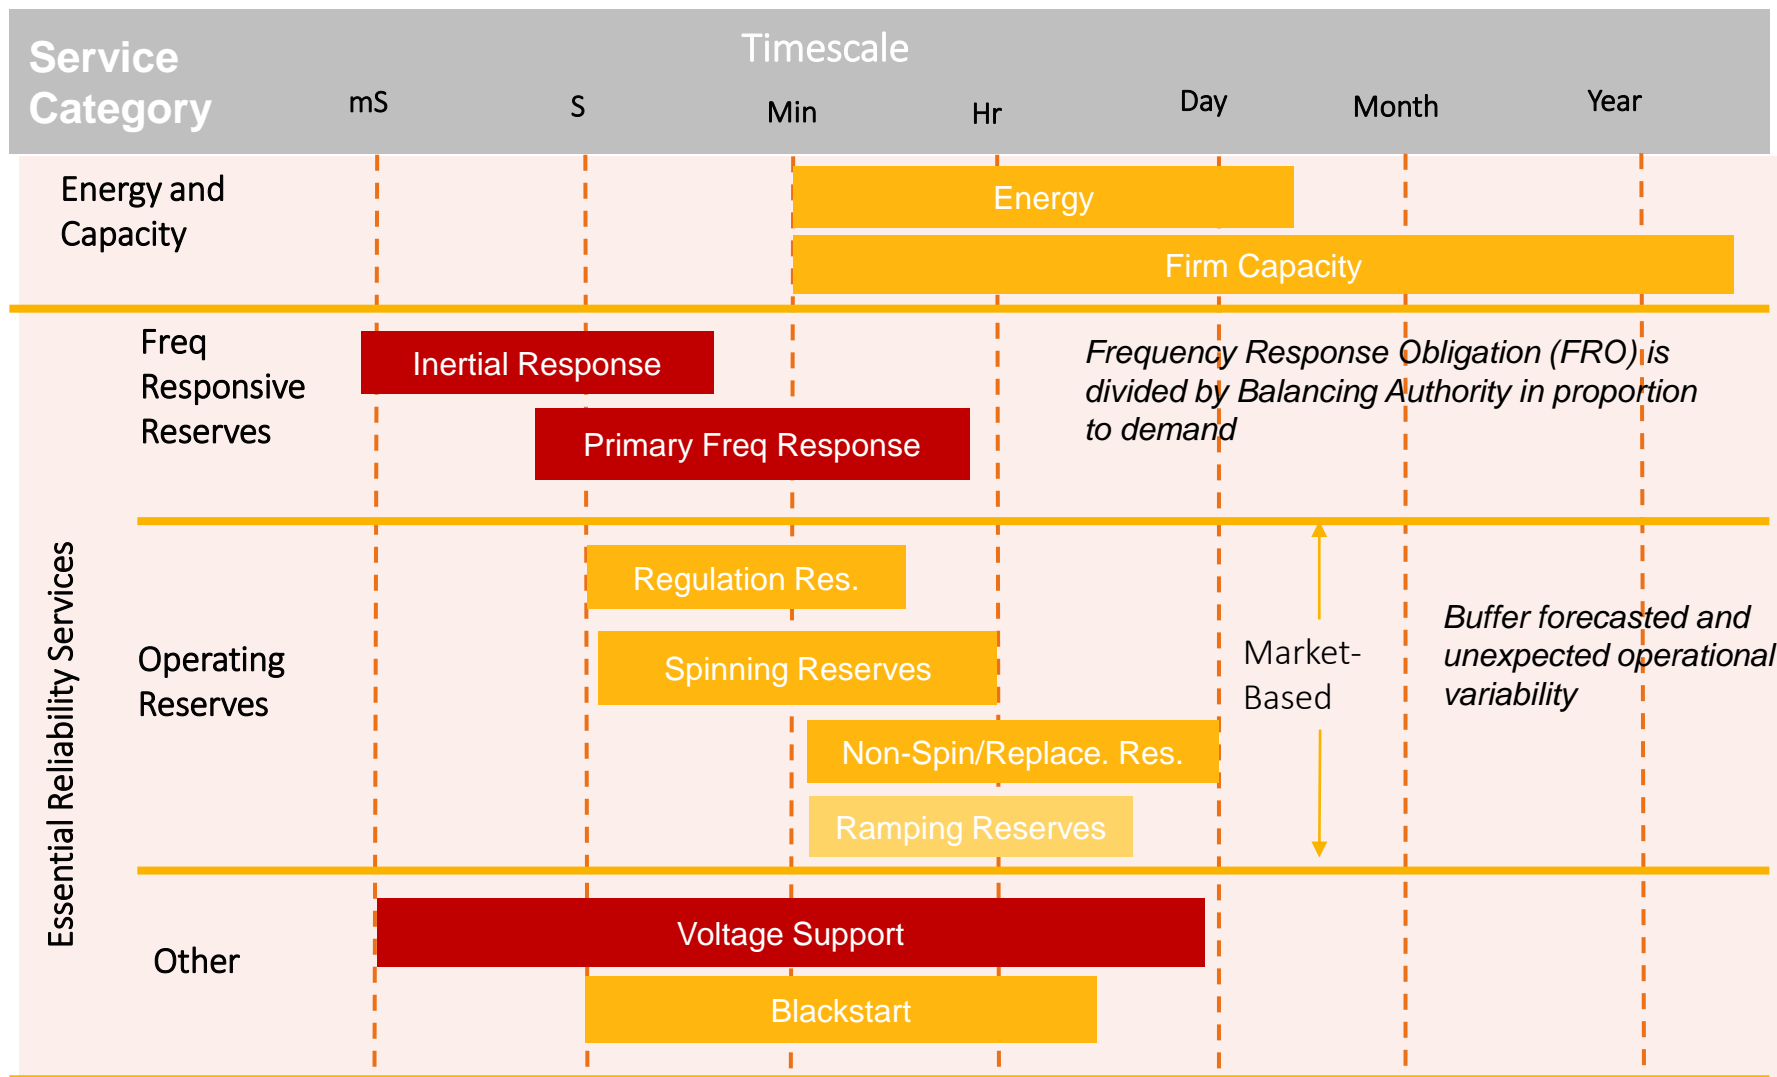 Service
Category
Timescale
mS
S
Min
Hr
Day
Month
Year
Energy and
Capacity
Energy
Firm Capacity
Essential Reliability Services
Freq
Responsive
Reserves
Inertial Response
Primary Freq Response
Frequency Response Obligation (FRO) is
divided by Balancing Authority in proportion
to demand
Operating
Reserves
Regulation Res.
Spinning Reserves
Non-Spin/Replace. Res.
Ramping Reserves
Market-
Based
Buffer forecasted and
unexpected operational
variability
Other
Voltage Support
Blackstart